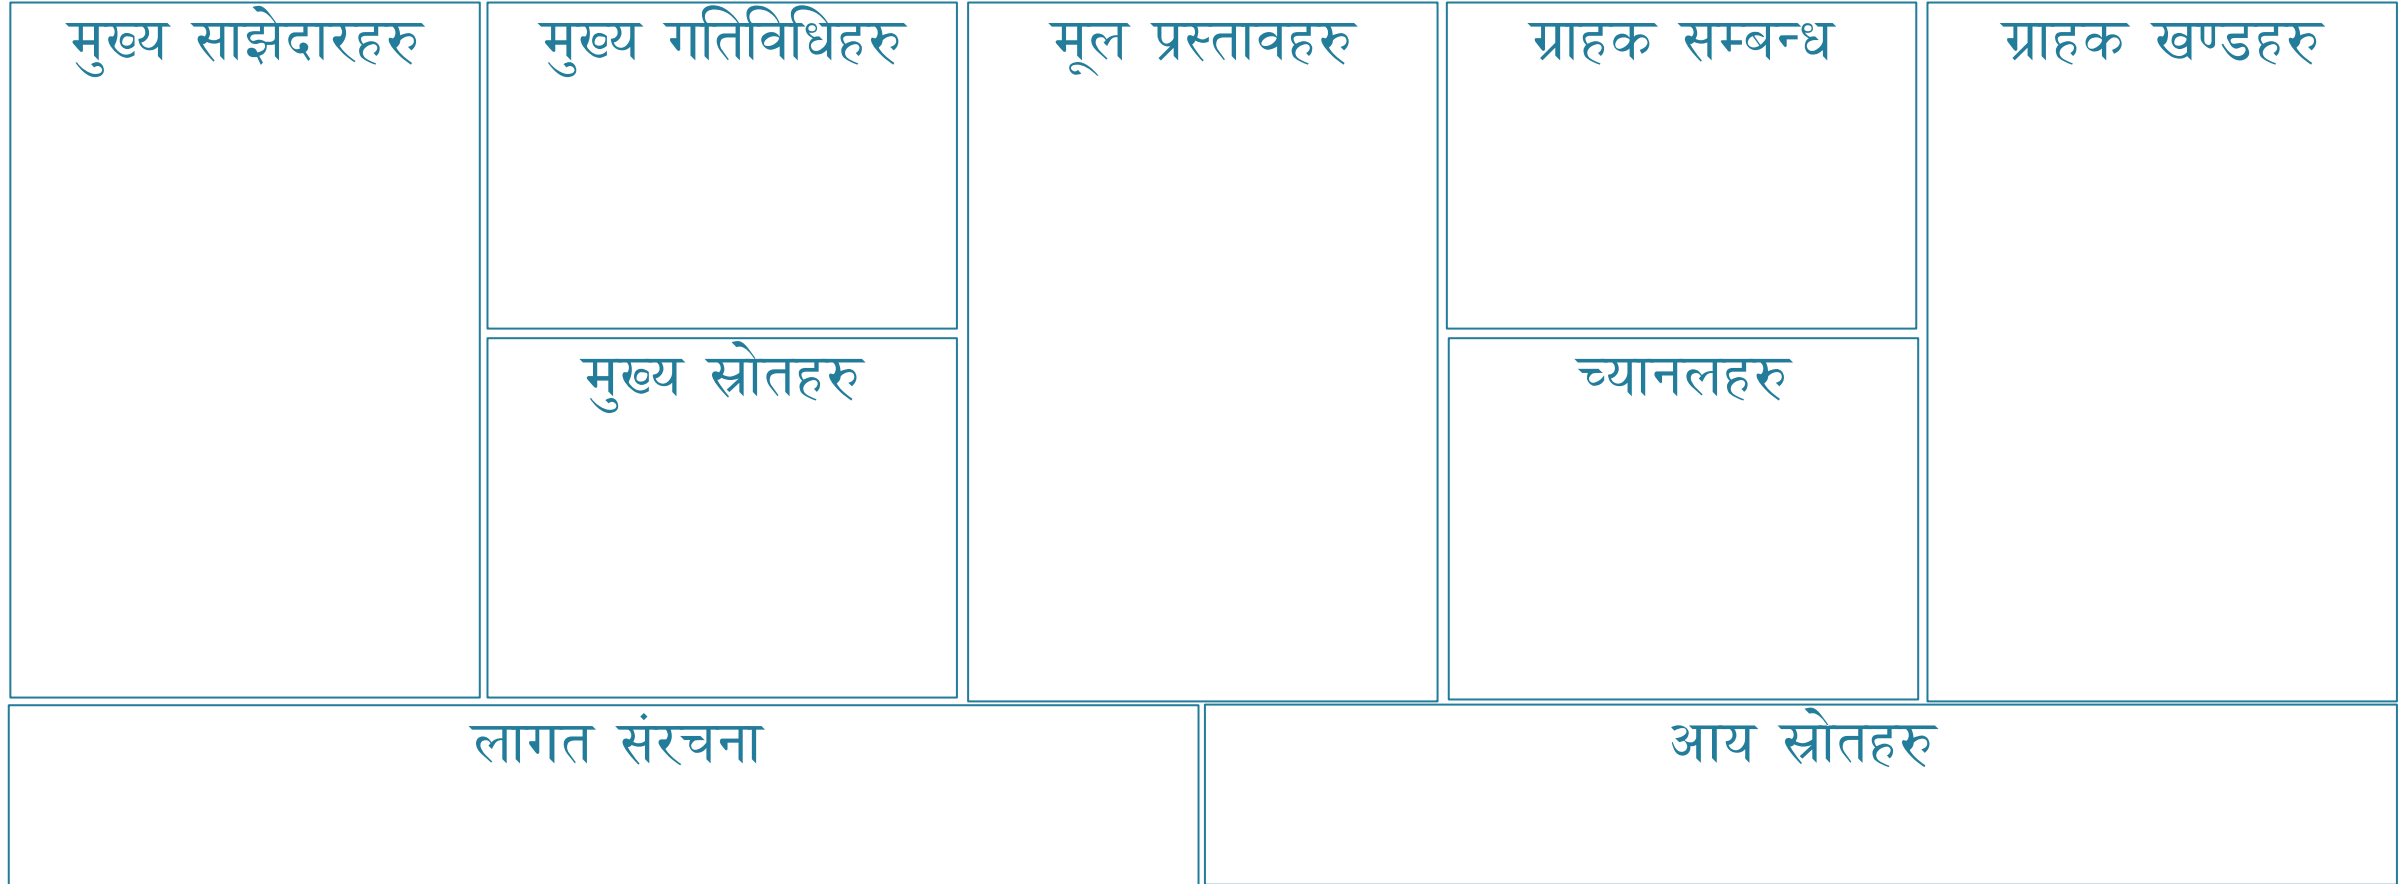 मुख्य साझेदारहरु
मुख्य गतिविधिहरु
मुख्य स्रोतहरु
मूल प्रस्तावहरु
ग्राहक सम्बन्ध
च्यानलहरु
ग्राहक खण्डहरु
लागत संरचना
आय स्रोतहरु